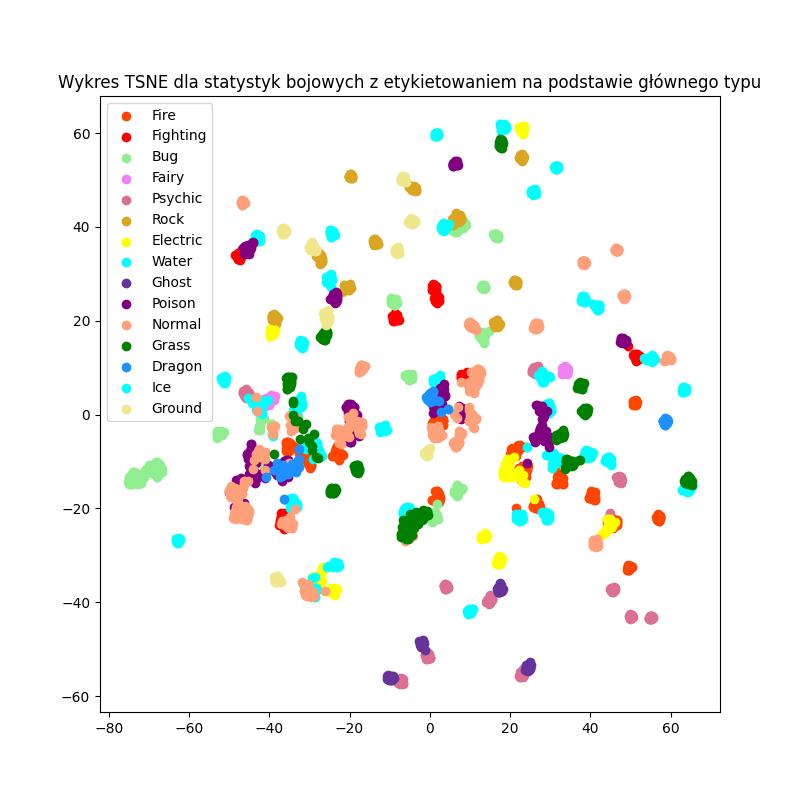 Wykres TSNE dla statystyk bojowych z etykietowaniem na podstawie głównego typu
Fire
Fighting
Bug
Fairy
Psychic
Rock
Electric
Water
Ghost
Poison
Normal
Grass
Dragon
Ice
Ground
60
40
20
0
−20
−40
−60
−80 −60 −40 −20 0 20 40 60